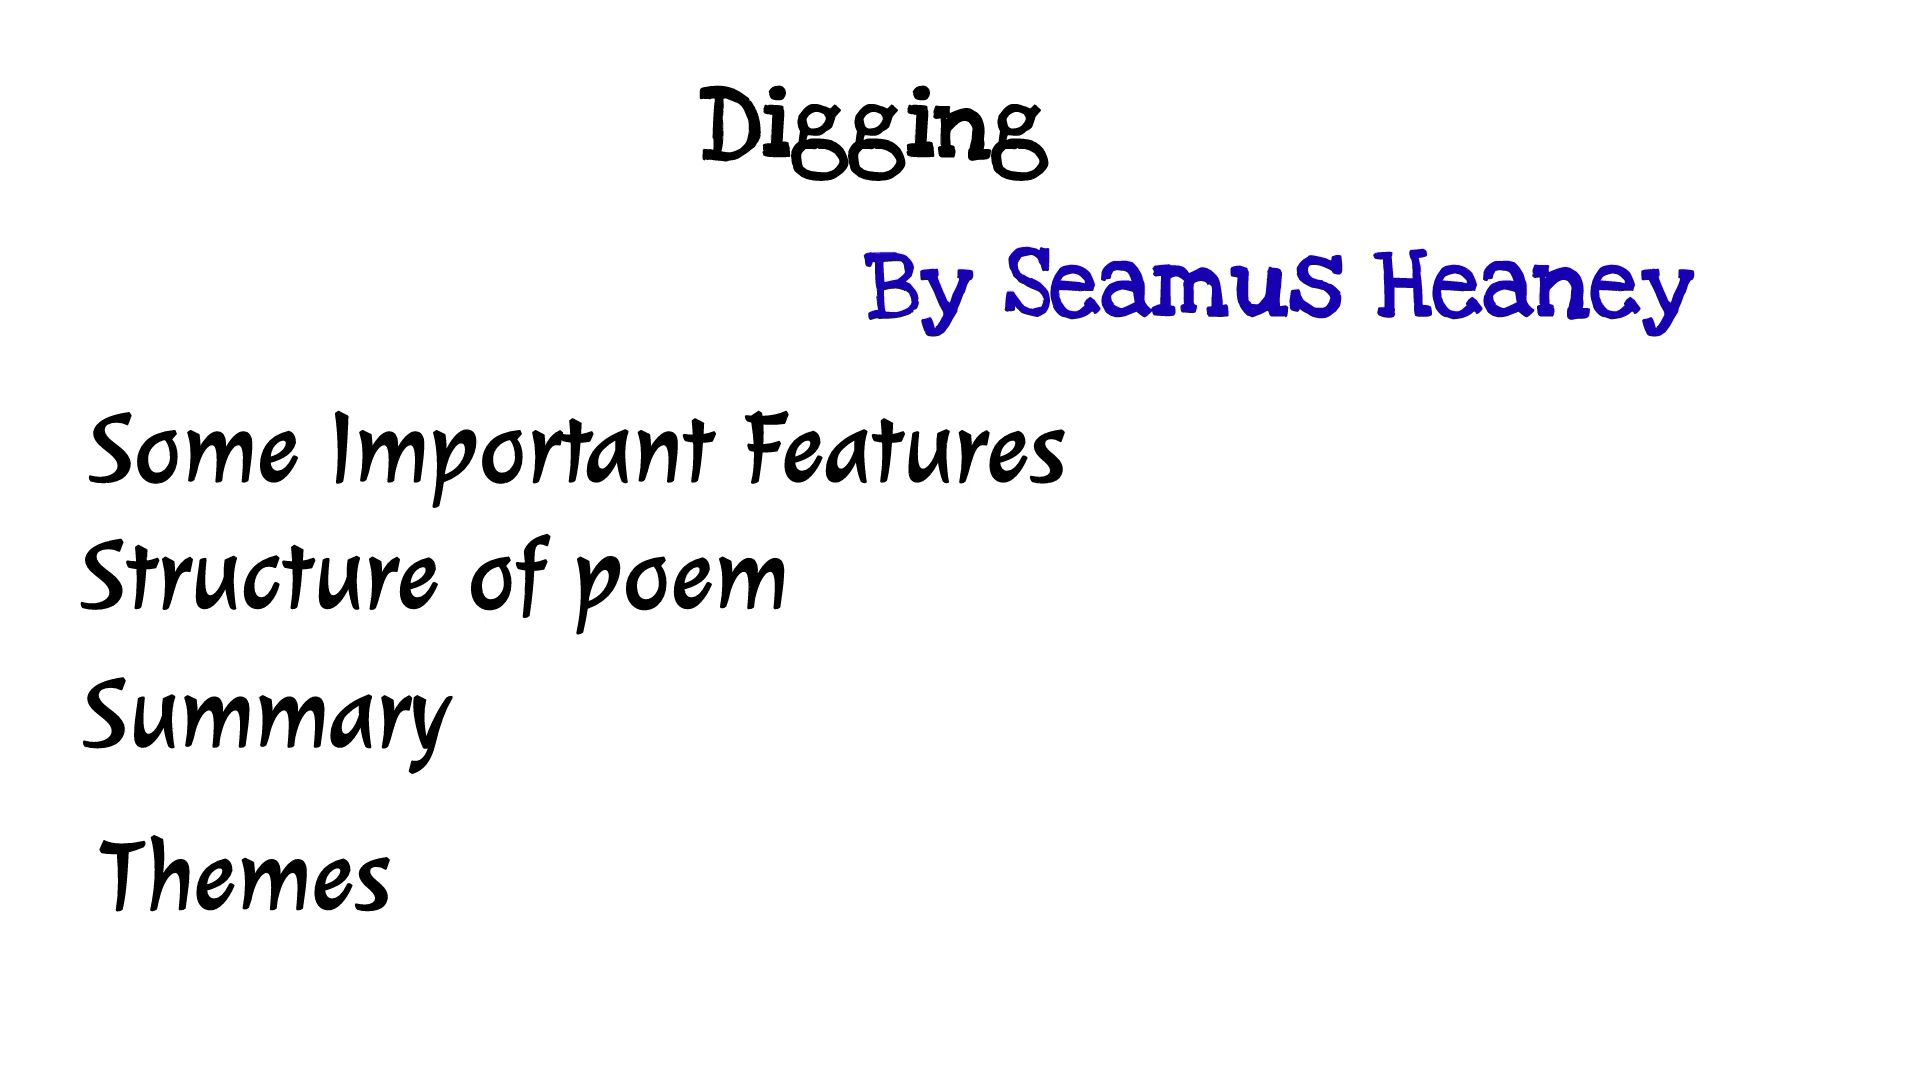 Digging
By Seamus Heaney
Some Important Features
Structure of poem
Summary
Themes